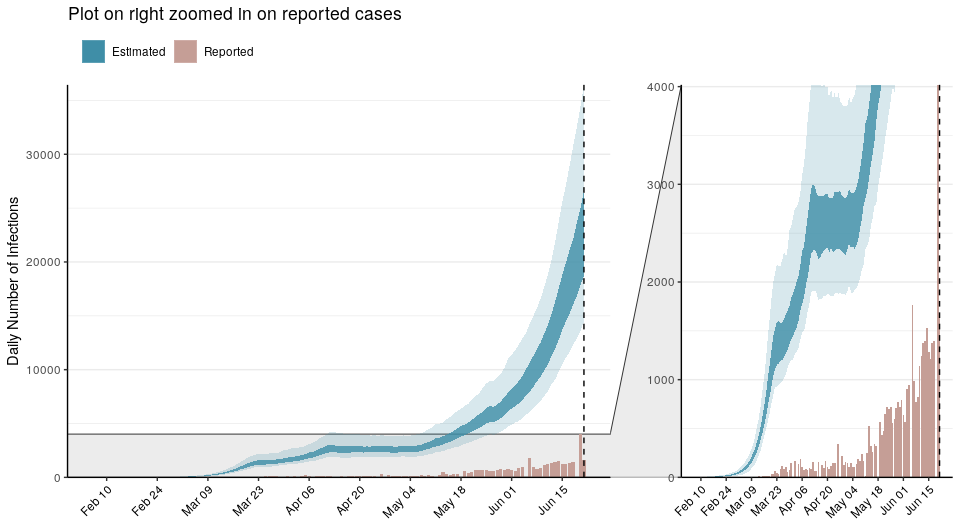 Plot on right zoomed in on reported cases
Estimated
Reported
Daily Number of Infections
30000
20000
10000
0
Feb 10
Feb 24
Mar 09
Mar 23
Apr 06
Apr 20
May 04
May 18
Jun 01
Jun 15
4000
3000
2000
1000
0
Feb 10
Feb 24
Mar 09
Mar 23
Apr 06
Apr 20
May 04
May 18
Jun 01
Jun 15